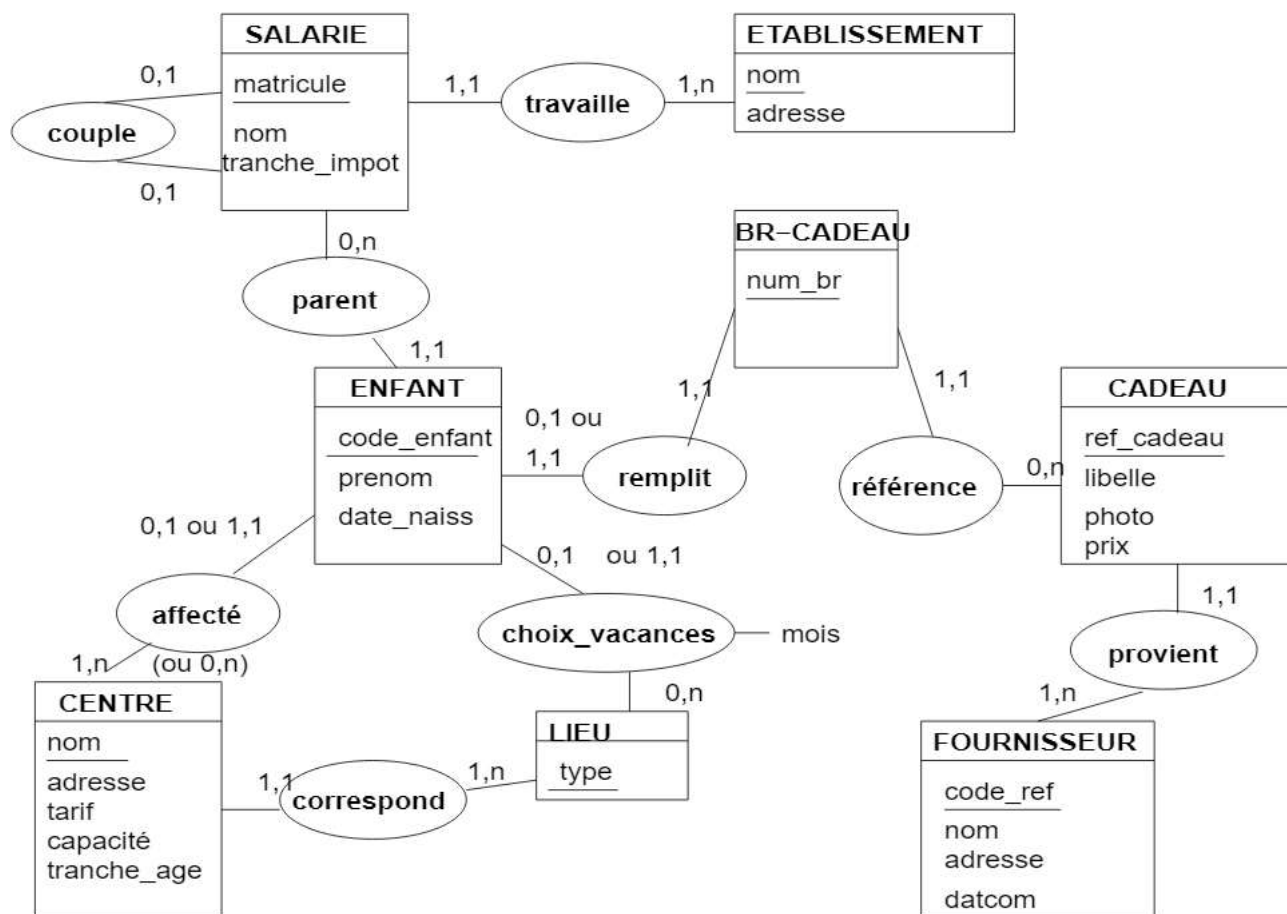 SALARIE
matricule
nom
tranche_impot
0,1
couple
0,1
1,1
travaille
1,n
ETABLISSEMENT
nom
adresse
0,n
parent
1,1
BR-CADEAU
num_br
ENFANT
code_enfant
prenom
date_naiss
0,1 ou
1,1
remplit
1,1
1,1
référence
0,n
CADEAU
ref_cadeau
libelle
photo
prix
0,1 ou 1,1
affecté
1,n (ou 0,n)
0,1 ou 1,1
choix_vacances
mois
0,n
1,1
provient
1,n
CENTRE
nom
adresse
tarif
capacité
tranche_age
1,1
correspond
1,n
LIEU
type
FOURNISSEUR
code_ref
nom
adresse
datcom